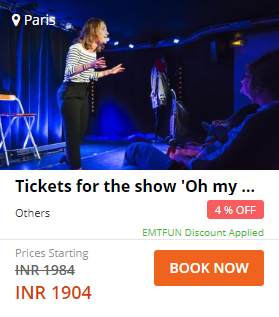 Paris
Tickets for the show 'Oh my ...
Others
4 % OFF
EMTFUN Discount Applied
Prices Starting
INR 1984
INR 1904
BOOK NOW